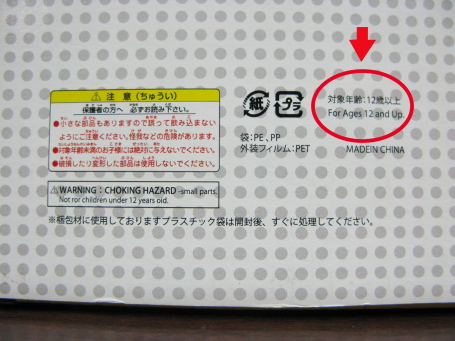 ⚠ 注 意 (ちゅうい)
保護者の方へ 必ずお読み下さい。
●小さな部品もありますので誤って飲み込まない
ようにご注意ください。怪我などの危険があります。
●対象年齢未満のお子様には絶対に与えないでください。
●破損したり変形した部品は使用しないでください。
⚠WARNING : CHOKING HAZARD -small parts.
Not ror children under 12 years oid.
紙
プラ
対象年齢:12歳以上
For Ages 12 and Up.
袋:PE、PP
外装フィルム:PET
MADEIN CHINA
※梱包材に使用しておりますプラスチック袋は開封後、すぐに処理してください。